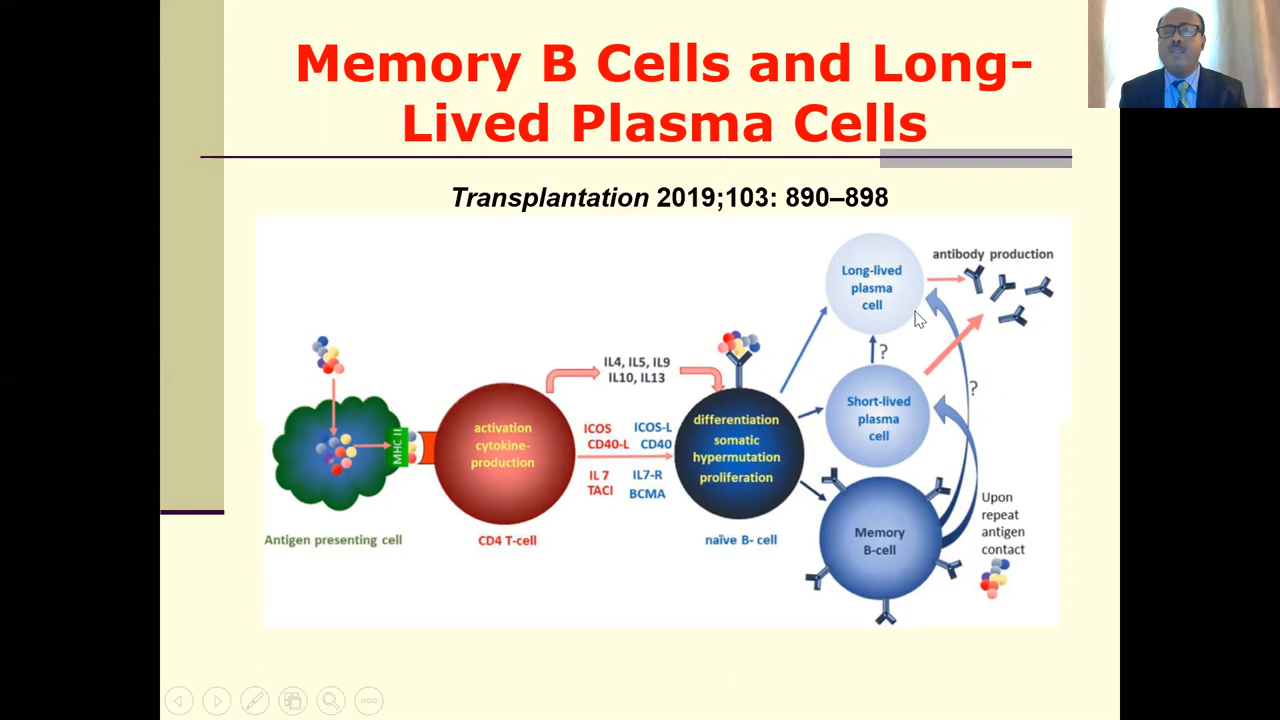 Memory B Cells and Long-
Lived Plasma Cells
Transplantation 2019;103: 890–898
antibody production
Long-lived
plasma
cell
?
IL4, IL5, IL9
IL10, IL13
?
Short-lived
plasma
cell
differentiation
somatic
hypermutation
proliferation
activation
cytokine-
production
MHC II
ICOS
CD40-L
ICOS-L
CD40
IL 7
TACI
IL7-R
BCMA
Upon
repeat
antigen
contact
Memory
B-cell
Antigen presenting cell
CD4 T-cell
naïve B- cell